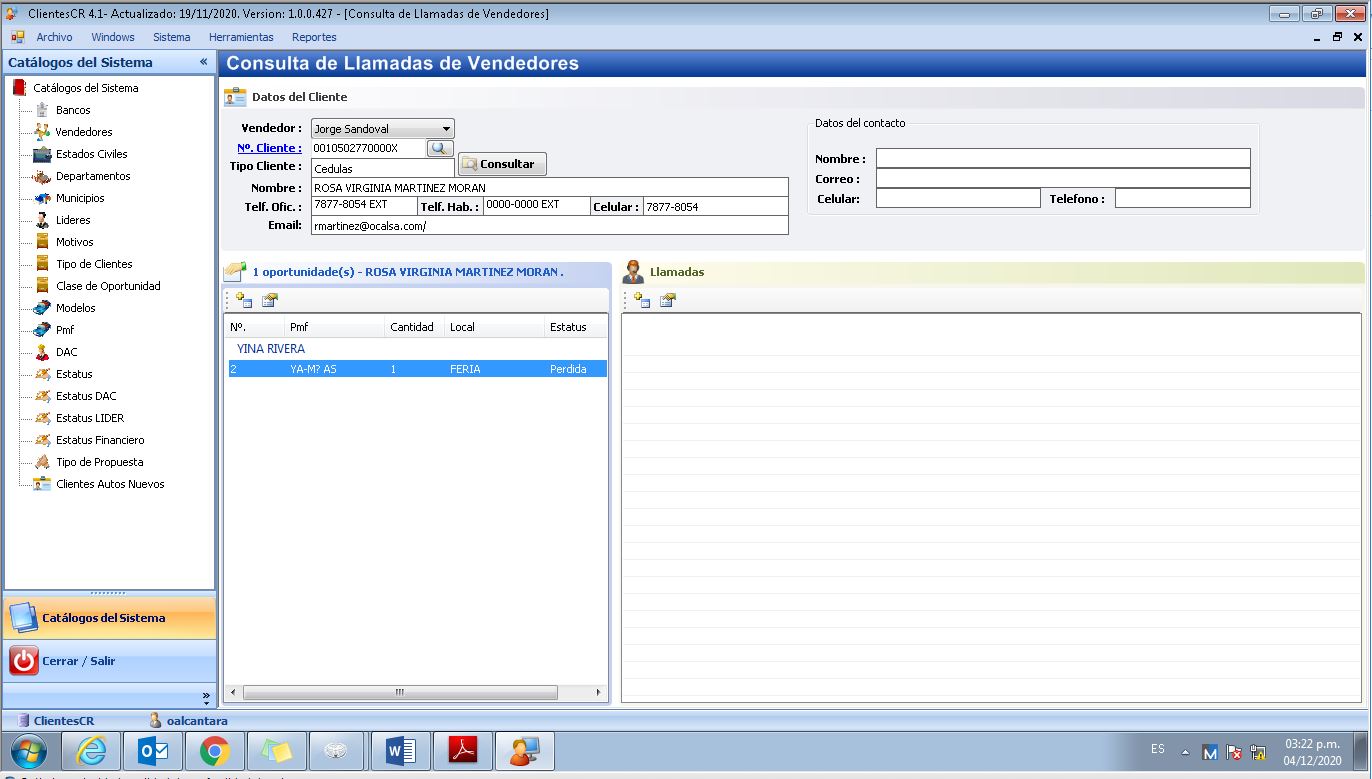 ClientesCR 4.1- Actualizado: 19/11/2020. Version: 1.0.0.427 - [Consulta de Llamadas de Vendedores]
Archivo Windows Sistema Herramientas Reportes
Catálogos del Sistema «
Consulta de Llamadas de Vendedores
Catálogos del Sistema
Bancos
Vendedores
Estados Civiles
Departamentos
Municipios
Lideres
Motivos
Tipo de Clientes
Clase de Oportunidad
Modelos
Pmf
DAC
Estatus
Estatus DAC
Estatus LIDER
Estatus Financiero
Tipo de Propuesta
Clientes Autos Nuevos
Catálogos del Sistema
Cerrar / Salir
»
Datos del Cliente
Vendedor : Jorge Sandoval
Nº. Cliente : 0010502770000X
Tipo Cliente : Cedulas
Consultar
Nombre : ROSA VIRGINIA MARTINEZ MORAN
Telf. Ofic. : 7877-8054 EXT Telf. Hab. : 0000-0000 EXT Celular : 7877-8054
Email: rmartinez@ocalsa.com/
Datos del contacto
Nombre :
Correo :
Celular: Telefono :
1 oportunidade(s) - ROSA VIRGINIA MARTINEZ MORAN .
Nº. Pmf Cantidad Local Estatus
YINA RIVERA
2 YA-M? AS 1 FERIA Perdida
Llamadas
ClientesCR oalcantara
ES
03:22 p.m.
04/12/2020